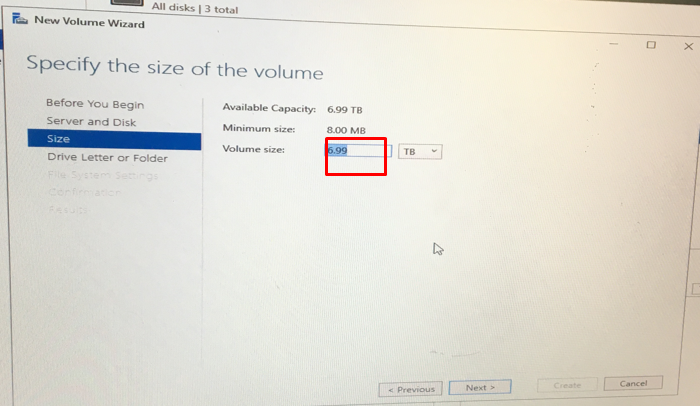 All disks | 3 total
New Volume Wizard
Specify the size of the volume
Before You Begin
Server and Disk
Size
Drive Letter or Folder
File System Settings
Confirmation
Results
Available Capacity: 6.99 TB
Minimum size: 8.00 MB
Volume size: 6.99 TB
< Previous Next > Create Cancel